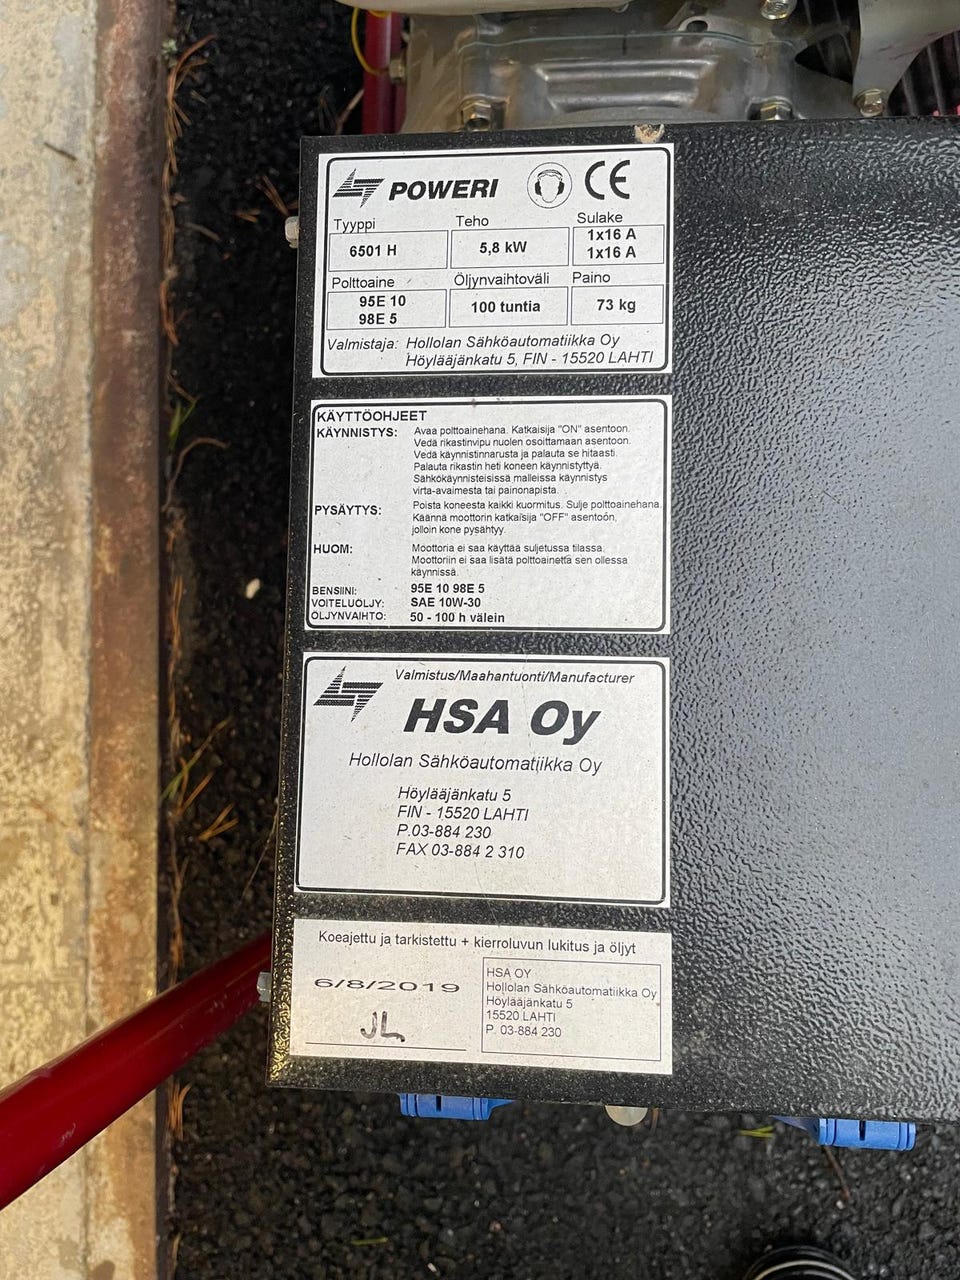 POWERI CE
Tyyppi Teho Sulake
6501 H 5,8 kW 1x16 A
1x16 A
Polttoaine Öljynvaihtoväli Paino
95E 10 100 tuntia 73 kg
98E 5
Valmistaja: Hollolan Sähköautomatiikka Oy
Höylääjänkatu 5, FIN - 15520 LAHTI
KÄYTTÖOHJEET
KÄYNNISTYS: Avaa polttoainehana. Katkaisija "ON" asentoon.
Vedä rikastinvipu nuolen osoittamaan asentoon.
Vedä käynnistinnarusta ja palauta se hitaasti.
Palauta rikastin heti koneen käynnistyttyä.
Sähkökäynnisteisissä malleissa käynnistys
virta-avaimesta tai painonapista.
PYSÄYTYS: Poista koneesta kaikki kuormitus. Sulje polttoainehana.
Käännä moottorin katkaisija "OFF" asentoon,
jolloin kone pysähtyy.
HUOM: Moottoria ei saa käyttää suljetussa tilassa.
Moottoriin ei saa lisätä polttoainetta sen ollessa
käynnissä.
BENSIINI: 95E 10 98E 5
VOITELUÖLJY: SAE 10W-30
ÖLJYNVAIHTO: 50 - 100 h välein
Valmistus/Maahantuonti/Manufacturer
HSA Oy
Hollolan Sähköautomatiikka Oy
Höylääjänkatu 5
FIN - 15520 LAHTI
P.03-884 230
FAX 03-884 2 310
Koeajettu ja tarkistettu + kierroluvun lukitus ja öljyt
6/8/2019
JL
HSA OY
Hollolan Sähköautomatiikka Oy
Höylääjänkatu 5
15520 LAHTI
P. 03-884 230